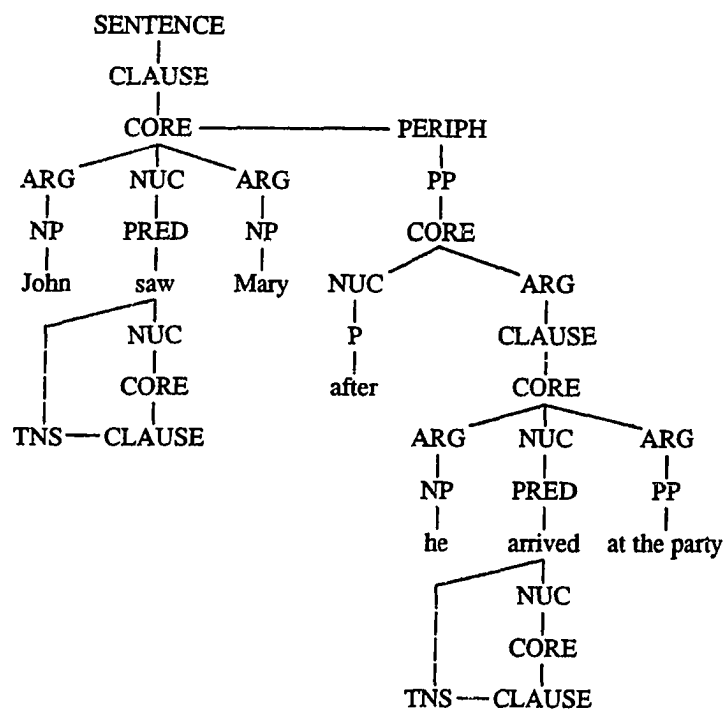 SENTENCE
CLAUSE
CORE PERIPH
ARG NUC ARG PP
NP PRED NP CORE
John saw Mary NUC ARG
NUC P CLAUSE
CORE after CORE
TNS CLAUSE ARG NUC ARG
NP PRED PP
he arrived at the party
NUC
CORE
TNS CLAUSE